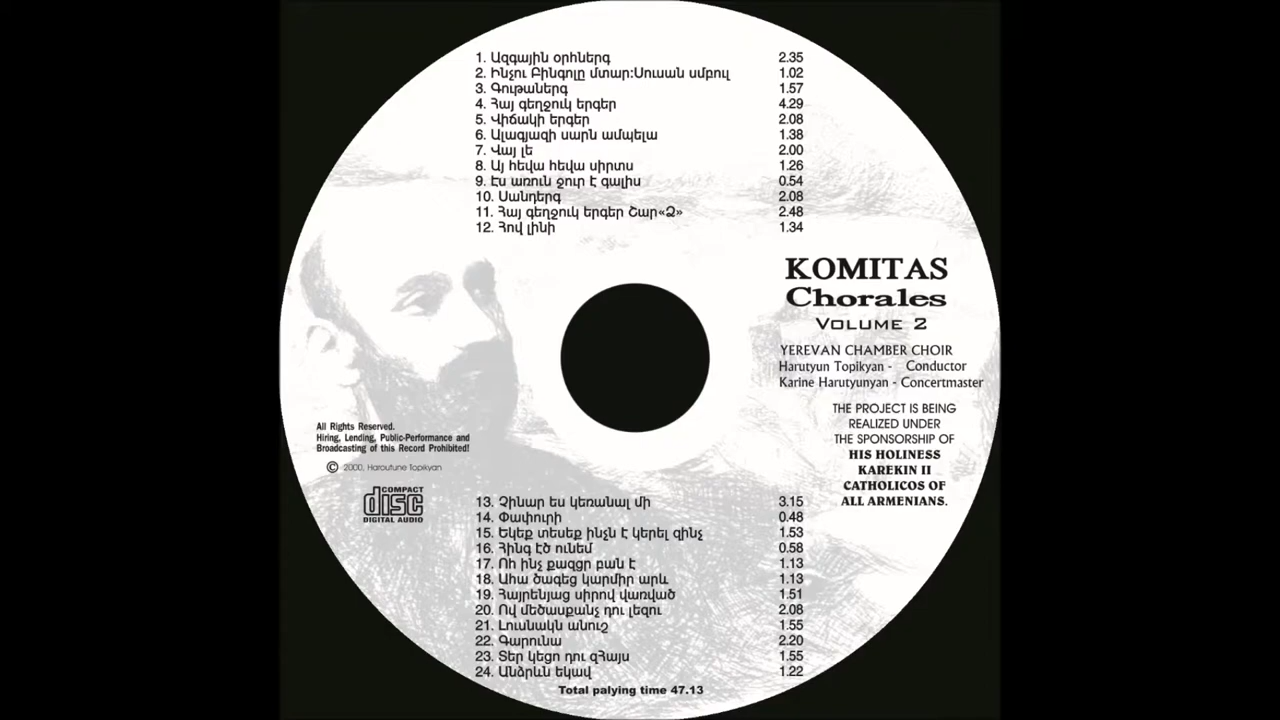 1. Ազգային օրհներգ 2.35
2. Ինչու Բինգոլը մտար:Սուսան սմբուլ 1.02
3. Գութաներգ 1.57
4. Հայ գեղջուկ երգեր 4.29
5. Վիճակի երգեր 2.08
6. Ալագյազի սարն ամպելա 1.38
7. Վայ լե 2.00
8. Այ հեվա հեվա սիրտս 1.26
9. Էս առուն ջուր է գալիս 0.54
10. Սանդերգ 2.08
11. Հայ գեղջուկ երգեր Շար«Ձ» 2.48
12. Հով լինի 1.34
KOMITAS
Chorales
VOLUME 2
YEREVAN CHAMBER CHOIR
Harutyun Topikyan - Conductor
Karine Harutyunyan - Concertmaster
THE PROJECT IS BEING
REALIZED UNDER
THE SPONSORSHIP OF
HIS HOLINESS
KAREKIN II
CATHOLICOS OF
ALL ARMENIANS.
All Rights Reserved.
Hiring, Lending, Public-Performance and
Broadcasting of this Record Prohibited!
© 2000, Haroutune Topikyan
COMPACT
disc
DIGITAL AUDIO
13. Չինար ես կեռանալ մի 3.15
14. Փափուրի 0.48
15. Եկեք տեսեք ինչն է կերել զինչ 1.53
16. Հինգ էծ ունեմ 0.58
17. Ոհ ինչ քազցր բան է 1.13
18. Ահա ծագեց կարմիր արև 1.13
19. Հայրենյաց սիրով վառված 1.51
20. Ով մեծասքանչ դու լեզու 2.08
21. Լուսնակն անուշ 1.55
22. Գարունա 2.20
23. Տեր կեցո դու զՀայս 1.55
24. Անձրևն եկավ 1.22
Total palying time 47.13